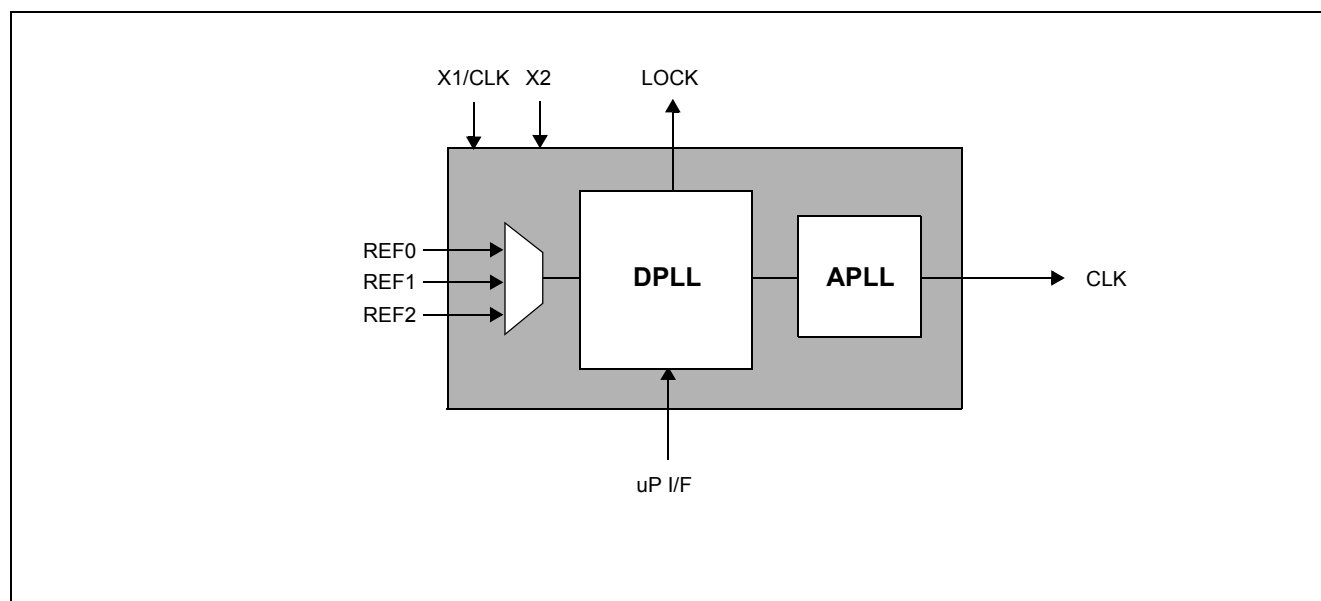 X1/CLK X2 LOCK
REF0
REF1
REF2
DPLL
APLL
CLK
uP I/F